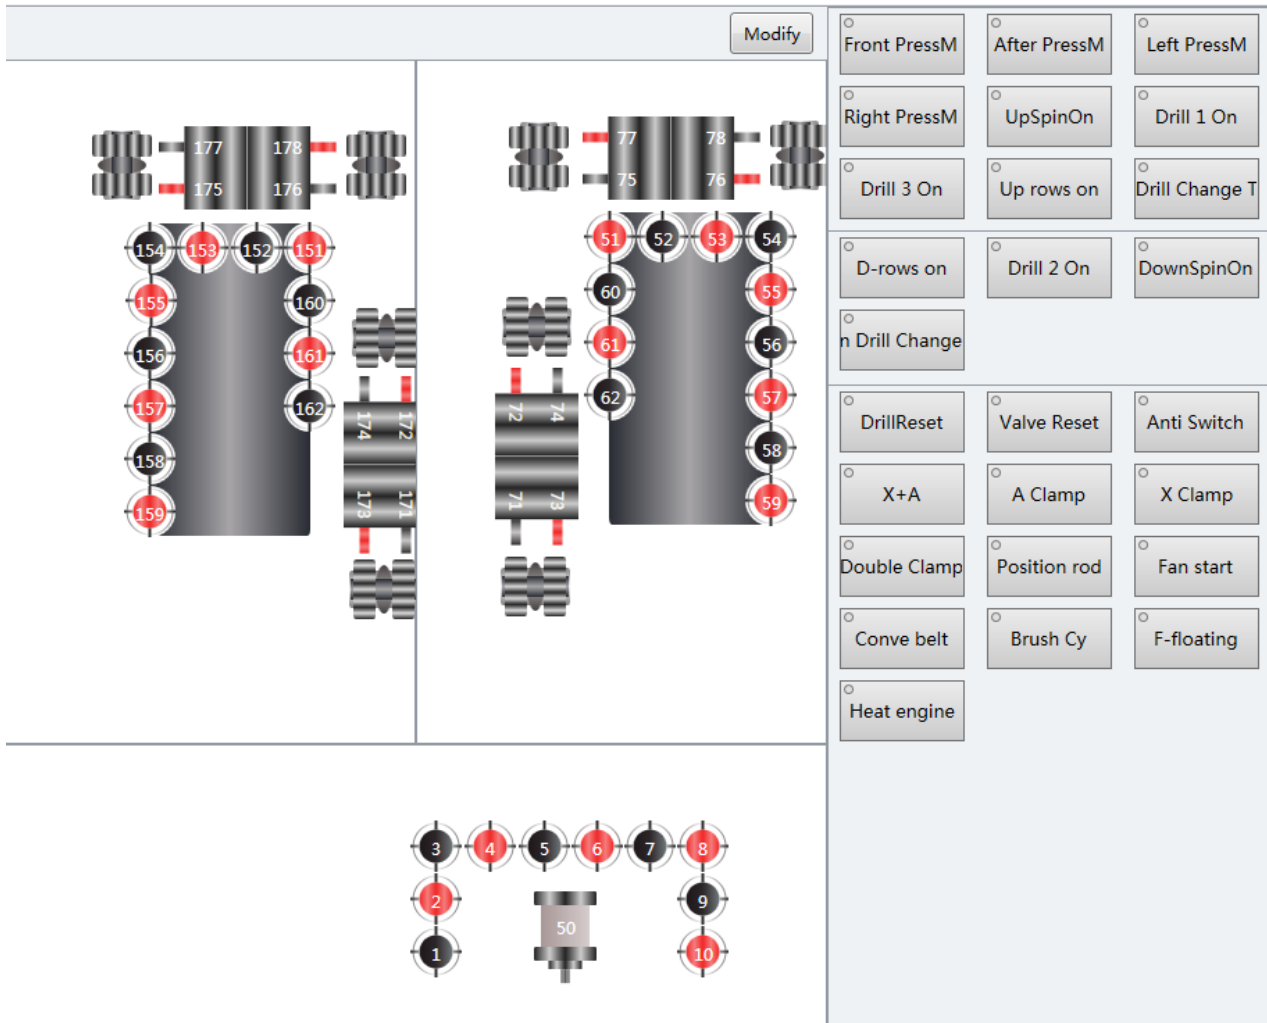 Modify
177 178
175 176
154 153 152 151
155 160
156 161
157 162
158
159
174 172
173 171
77 78
75 76
51 52 53 54
60 55
61 56
62 57
58
59
72 74
71 73
3 4 5 6 7 8
2 9
1 10
50
Front PressM After PressM Left PressM
Right PressM UpSpinOn Drill 1 On
Drill 3 On Up rows on Drill Change T
D-rows on Drill 2 On DownSpinOn
n Drill Change
DrillReset Valve Reset Anti Switch
X+A A Clamp X Clamp
Double Clamp Position rod Fan start
Conve belt Brush Cy F-floating
Heat engine